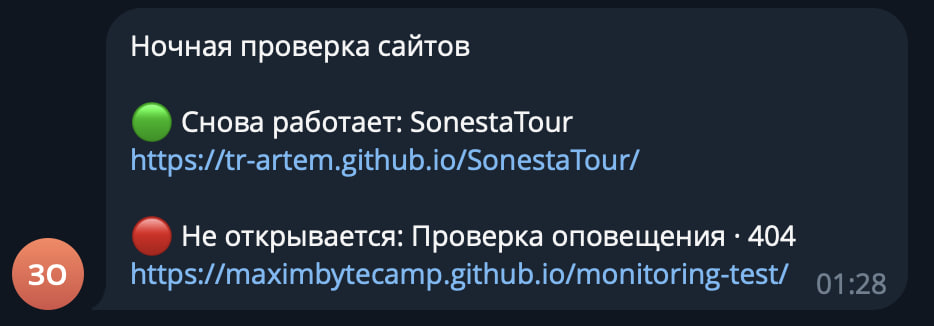 Ночная проверка сайтов
🟢 Снова работает: SonestaTour
https://tr-artem.github.io/SonestaTour/
🔴 Не открывается: Проверка оповещения · 404
https://maximbytecamp.github.io/monitoring-test/
ЗО
01:28